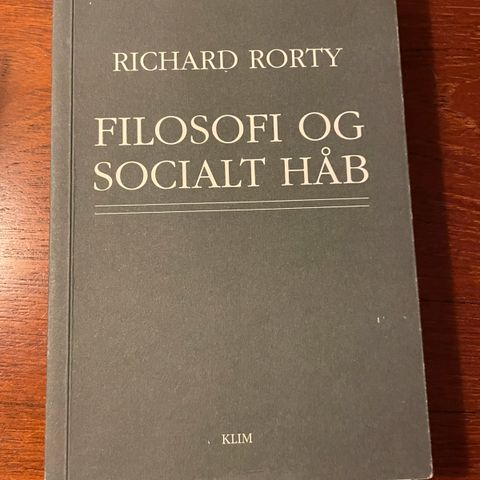 RICHARD RORTY
FILOSOFI OG
SOCIALT HÅB
KLIM